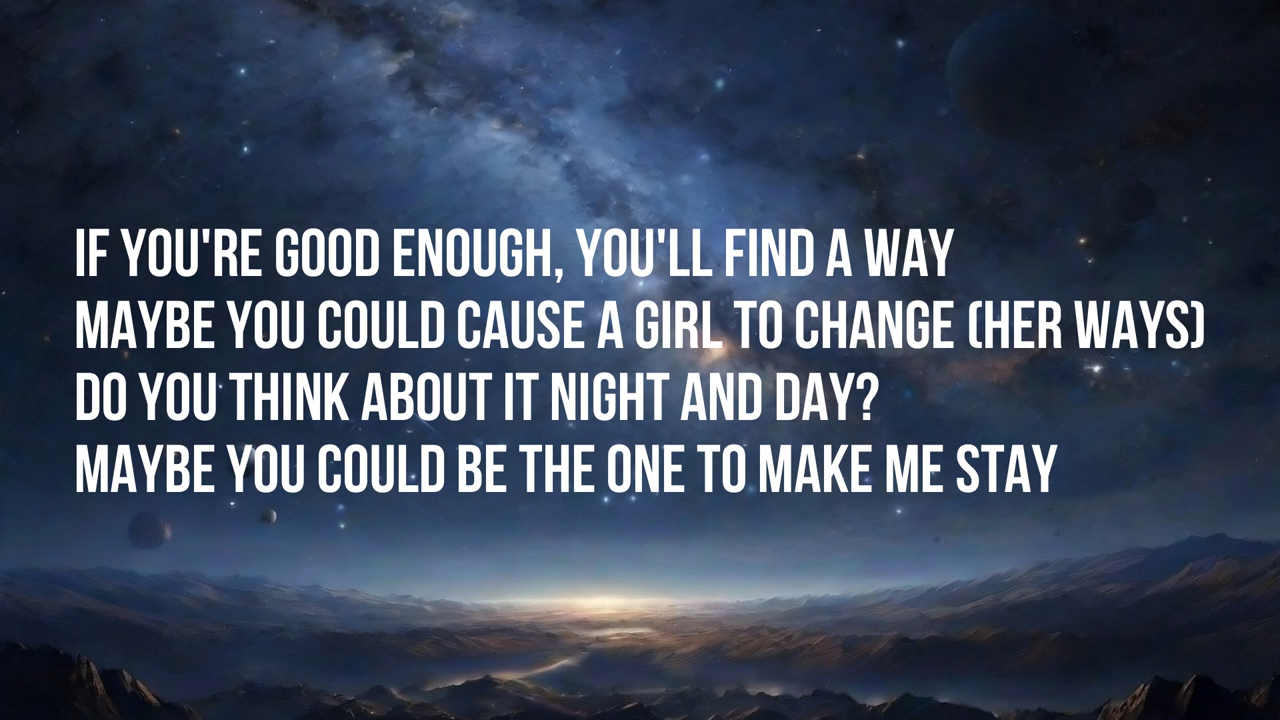 IF YOU'RE GOOD ENOUGH, YOU'LL FIND A WAY
MAYBE YOU COULD CAUSE A GIRL TO CHANGE (HER WAYS)
DO YOU THINK ABOUT IT NIGHT AND DAY?
MAYBE YOU COULD BE THE ONE TO MAKE ME STAY